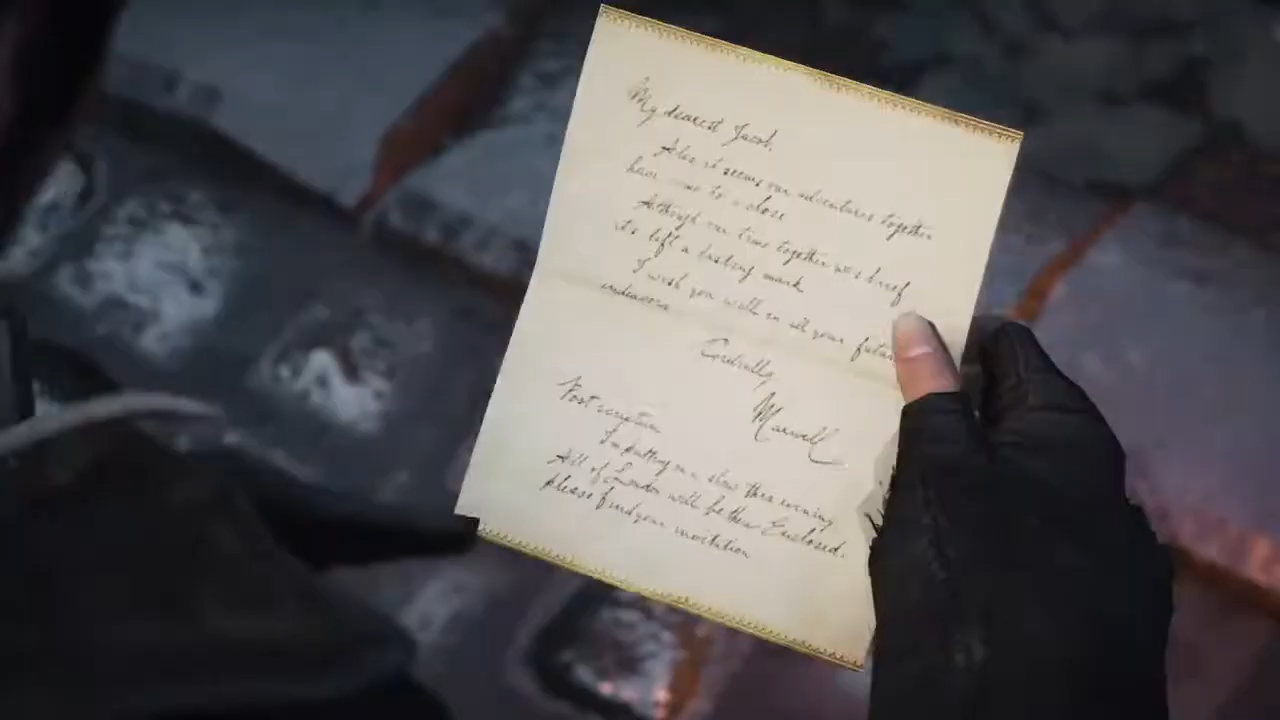 My dearest Jacob,
Alas it seems our adventures together
have come to a close
Although our time together was brief
it's left a lasting mark
I wish you well in all your future
endeavors
Cordially
Maxwell
Post scriptum
I'm putting on a show this evening
All of London will be there Enclosed.
please find your invitation